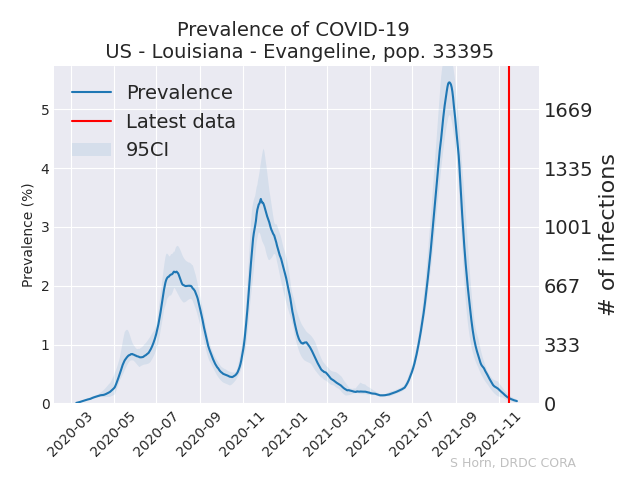 Prevalence of COVID-19
US - Louisiana - Evangeline, pop. 33395
Prevalence
Latest data
95CI
Prevalence (%)
5
4
3
2
1
0
1669
1335
1001
667
333
0
# of infections
2020-03
2020-05
2020-07
2020-09
2020-11
2021-01
2021-03
2021-05
2021-07
2021-09
2021-11
S Horn, DRDC CORA